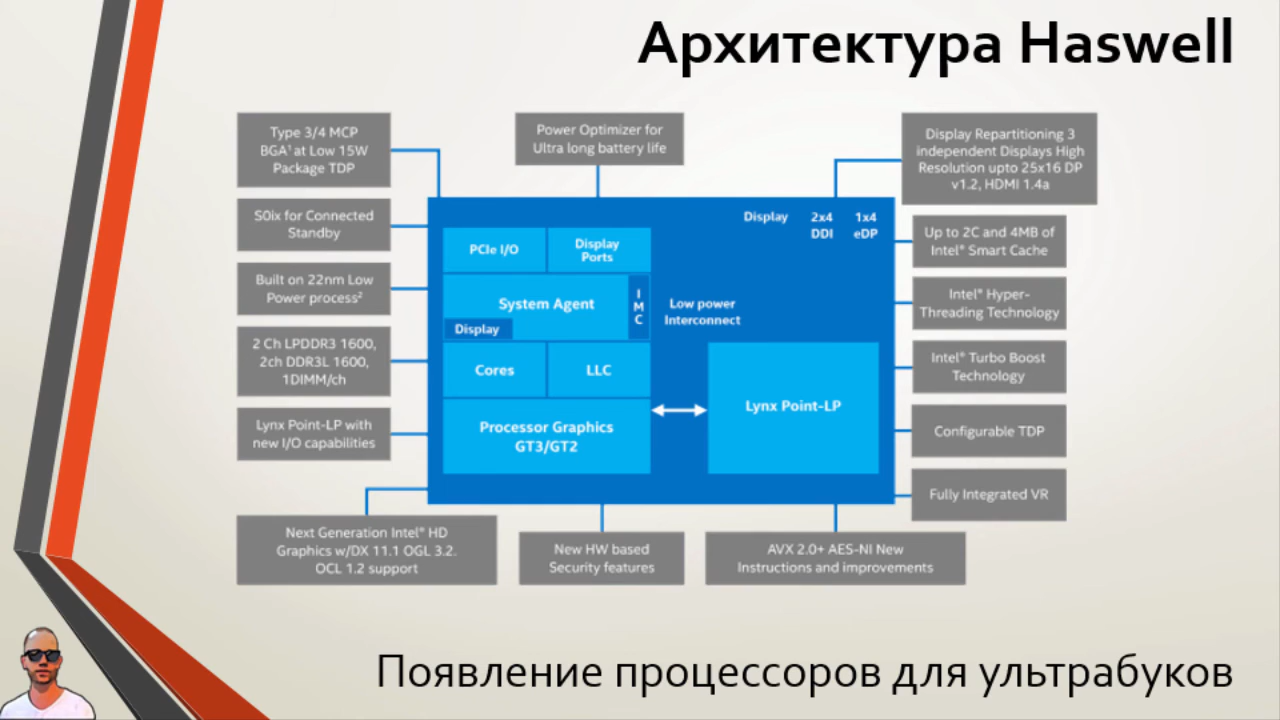 Архитектура Haswell
Type 3/4 MCP
BGA¹ at Low 15W
Package TDP
Power Optimizer for
Ultra long battery life
Display Repartitioning 3
independent Displays High
Resolution upto 25x16 DP
v1.2, HDMI 1.4a
S0ix for Connected
Standby
Built on 22nm Low
Power process²
2 Ch LPDDR3 1600,
2ch DDR3L 1600,
1DIMM/ch
Lynx Point-LP with
new I/O capabilities
Display 2x4 1x4
DDI eDP
PCIe I/O
Display
Ports
System Agent
I
M
C
Display
Low power
Interconnect
Cores
LLC
Processor Graphics
GT3/GT2
Lynx Point-LP
Up to 2C and 4MB of
Intel® Smart Cache
Intel® Hyper-
Threading Technology
Intel® Turbo Boost
Technology
Configurable TDP
Fully Integrated VR
Next Generation Intel® HD
Graphics w/DX 11.1 OGL 3.2.
OCL 1.2 support
New HW based
Security features
AVX 2.0+ AES-NI New
Instructions and improvements
Появление процессоров для ультрабуков